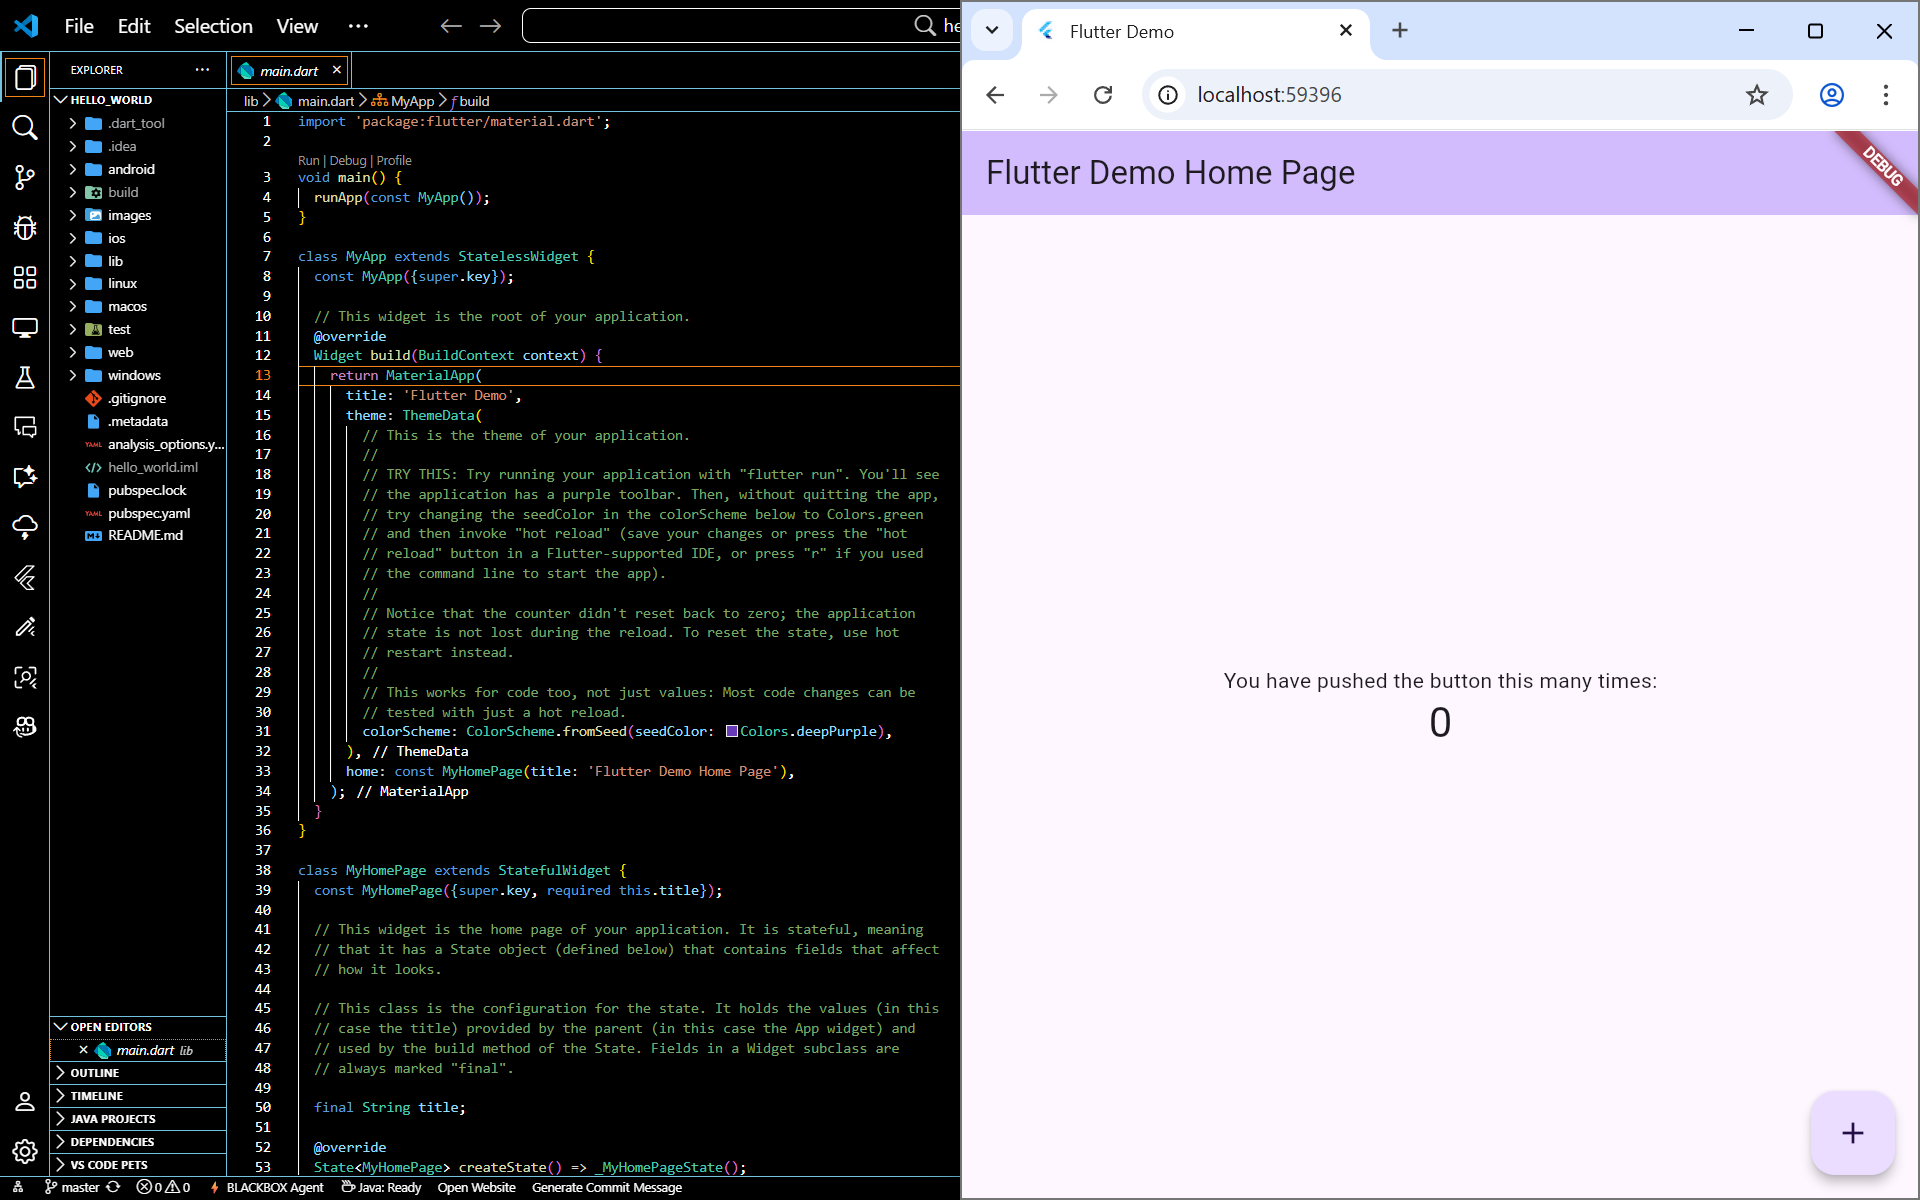 File Edit Selection View ···
he
EXPLORER ···
HELLO_WORLD
.dart_tool
.idea
android
build
images
ios
lib
linux
macos
test
web
windows
.gitignore
.metadata
analysis_options.y...
hello_world.iml
pubspec.lock
pubspec.yaml
README.md
OPEN EDITORS
main.dart lib
OUTLINE
TIMELINE
JAVA PROJECTS
DEPENDENCIES
VS CODE PETS
main.dart
lib > main.dart > MyApp > build
1 import 'package:flutter/material.dart';
2
Run | Debug | Profile
3 void main() {
4 runApp(const MyApp());
5 }
6
7 class MyApp extends StatelessWidget {
8 const MyApp({super.key});
9
10 // This widget is the root of your application.
11 @override
12 Widget build(BuildContext context) {
13 return MaterialApp(
14 title: 'Flutter Demo',
15 theme: ThemeData(
16 // This is the theme of your application.
17 //
18 // TRY THIS: Try running your application with "flutter run". You'll see
19 // the application has a purple toolbar. Then, without quitting the app,
20 // try changing the seedColor in the colorScheme below to Colors.green
21 // and then invoke "hot reload" (save your changes or press the "hot
22 // reload" button in a Flutter-supported IDE, or press "r" if you used
23 // the command line to start the app).
24 //
25 // Notice that the counter didn't reset back to zero; the application
26 // state is not lost during the reload. To reset the state, use hot
27 // restart instead.
28 //
29 // This works for code too, not just values: Most code changes can be
30 // tested with just a hot reload.
31 colorScheme: ColorScheme.fromSeed(seedColor: Colors.deepPurple),
32 ), // ThemeData
33 home: const MyHomePage(title: 'Flutter Demo Home Page'),
34 ); // MaterialApp
35 }
36 }
37
38 class MyHomePage extends StatefulWidget {
39 const MyHomePage({super.key, required this.title});
40
41 // This widget is the home page of your application. It is stateful, meaning
42 // that it has a State object (defined below) that contains fields that affect
43 // how it looks.
44
45 // This class is the configuration for the state. It holds the values (in this
46 // case the title) provided by the parent (in this case the App widget) and
47 // used by the build method of the State. Fields in a Widget subclass are
48 // always marked "final".
49
50 final String title;
51
52 @override
53 State<MyHomePage> createState() => _MyHomePageState();
master 0 0 BLACKBOX Agent Java: Ready Open Website Generate Commit Message
Flutter Demo
localhost:59396
Flutter Demo Home Page
DEBUG
You have pushed the button this many times:
0
+